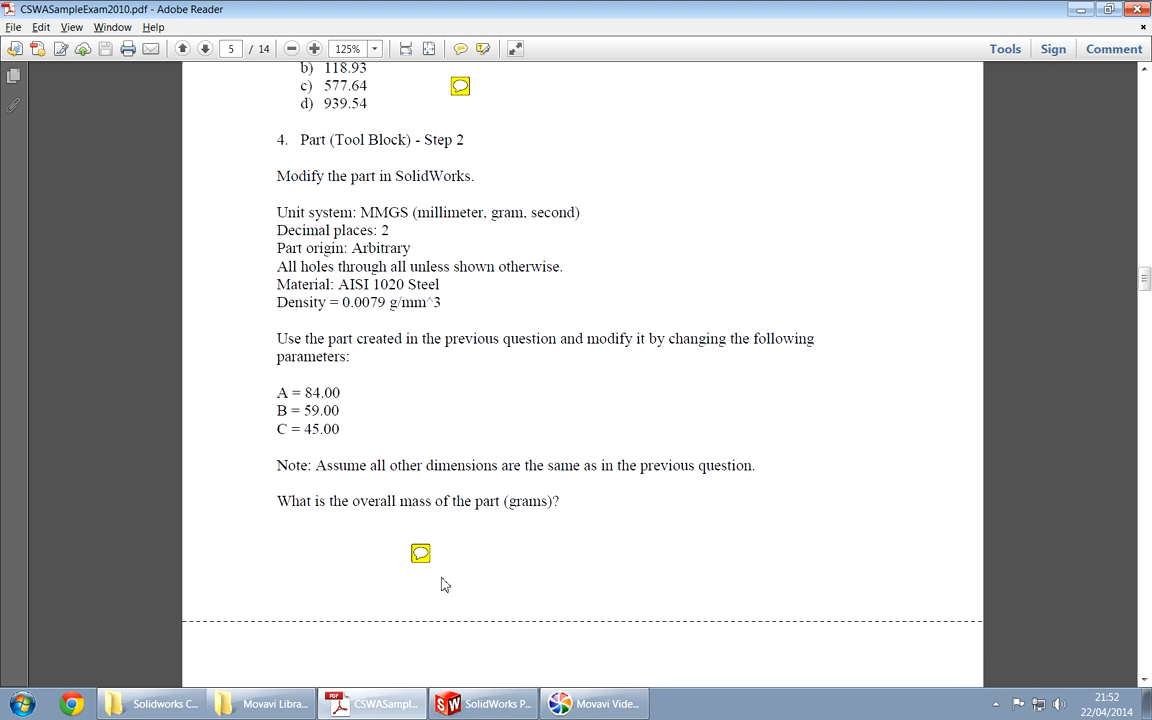 CSWASampleExam2010.pdf - Adobe Reader
File Edit View Window Help
5 / 14 125% Tools Sign Comment
b) 118.93
c) 577.64
d) 939.54
4. Part (Tool Block) - Step 2
Modify the part in SolidWorks.
Unit system: MMGS (millimeter, gram, second)
Decimal places: 2
Part origin: Arbitrary
All holes through all unless shown otherwise.
Material: AISI 1020 Steel
Density = 0.0079 g/mm^3
Use the part created in the previous question and modify it by changing the following
parameters:
A = 84.00
B = 59.00
C = 45.00
Note: Assume all other dimensions are the same as in the previous question.
What is the overall mass of the part (grams)?
Solidworks C... Movavi Libra... CSWASampl... SolidWorks P... Movavi Vide... 21:52
22/04/2014